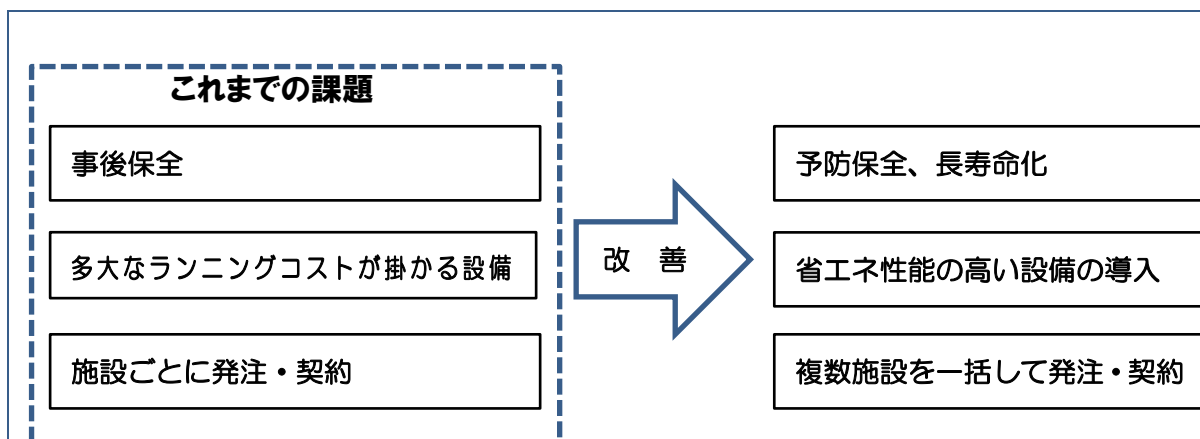 これまでの課題
事後保全
多大なランニングコストが掛かる設備
施設ごとに発注・契約
改　善
予防保全、長寿命化
省エネ性能の高い設備の導入
複数施設を一括して発注・契約